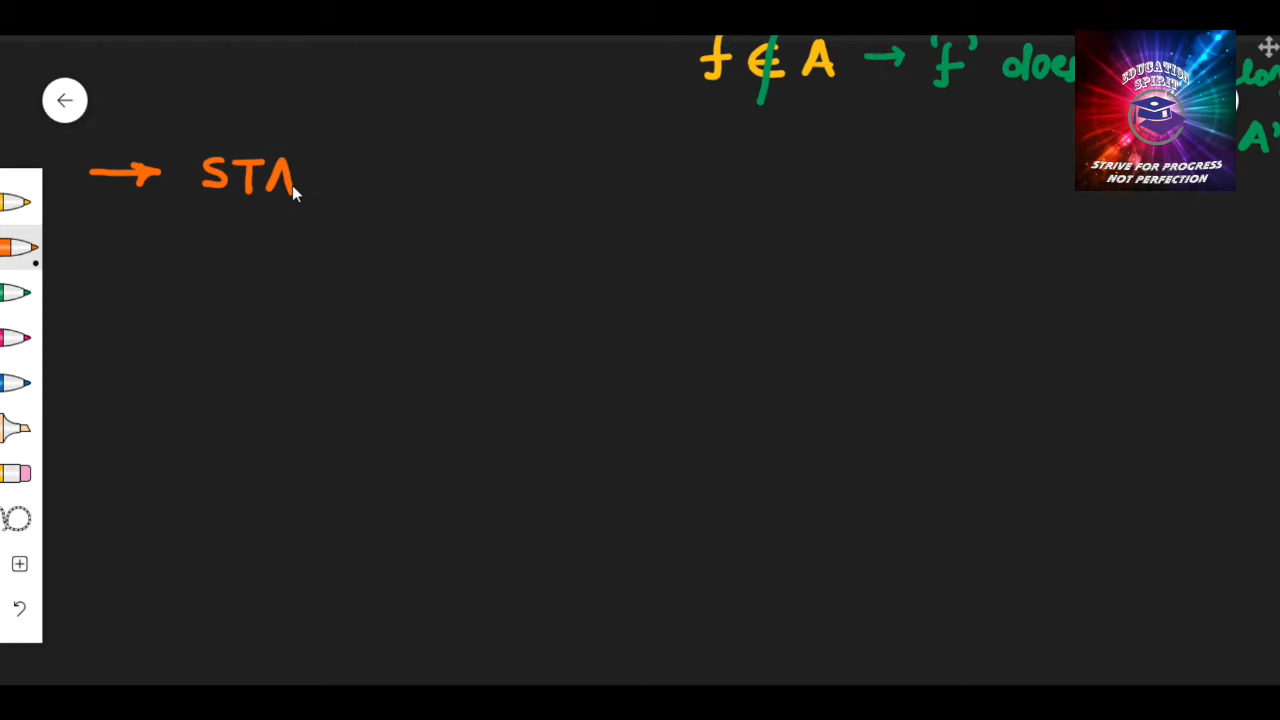 f ∉ A → 'f' does
A'
EDUCATION
SPIRIT
STRIVE FOR PROGRESS
NOT PERFECTION
→ STA